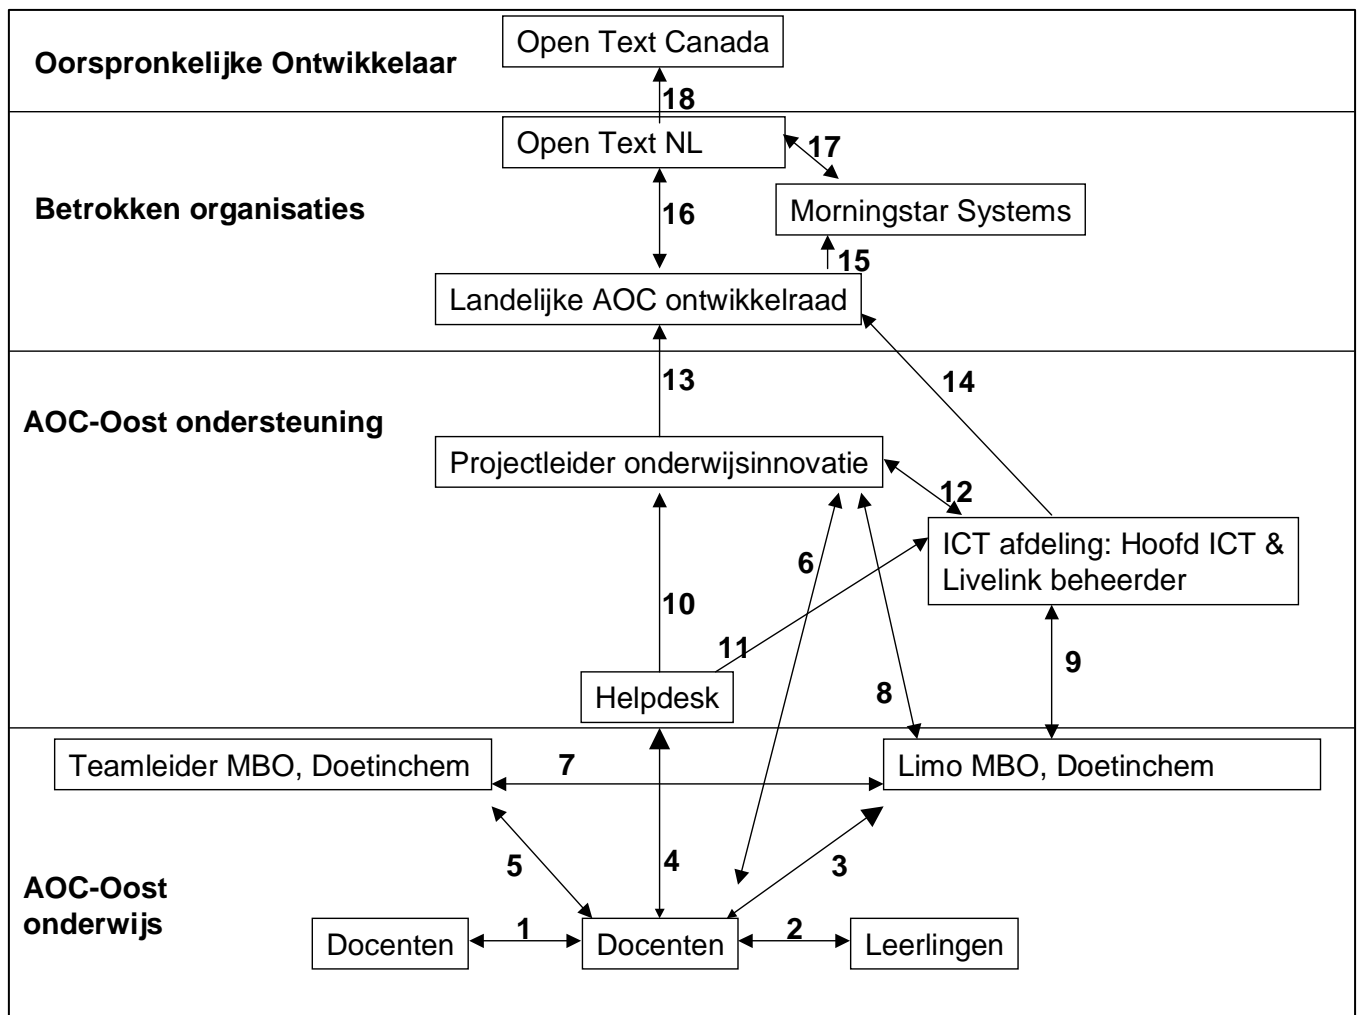 Open Text Canada
Oorspronkelijke Ontwikkelaar
18
Open Text NL
17
Morningstar Systems
Betrokken organisaties
16
15
Landelijke AOC ontwikkelraad
13
14
AOC-Oost ondersteuning
Projectleider onderwijsinnovatie
12
6
ICT afdeling: Hoofd ICT &
Livelink beheerder
10
11
9
Helpdesk
8
Teamleider MBO, Doetinchem
7
Limo MBO, Doetinchem
5
4
3
AOC-Oost
onderwijs
1
2
Docenten
Docenten
Leerlingen